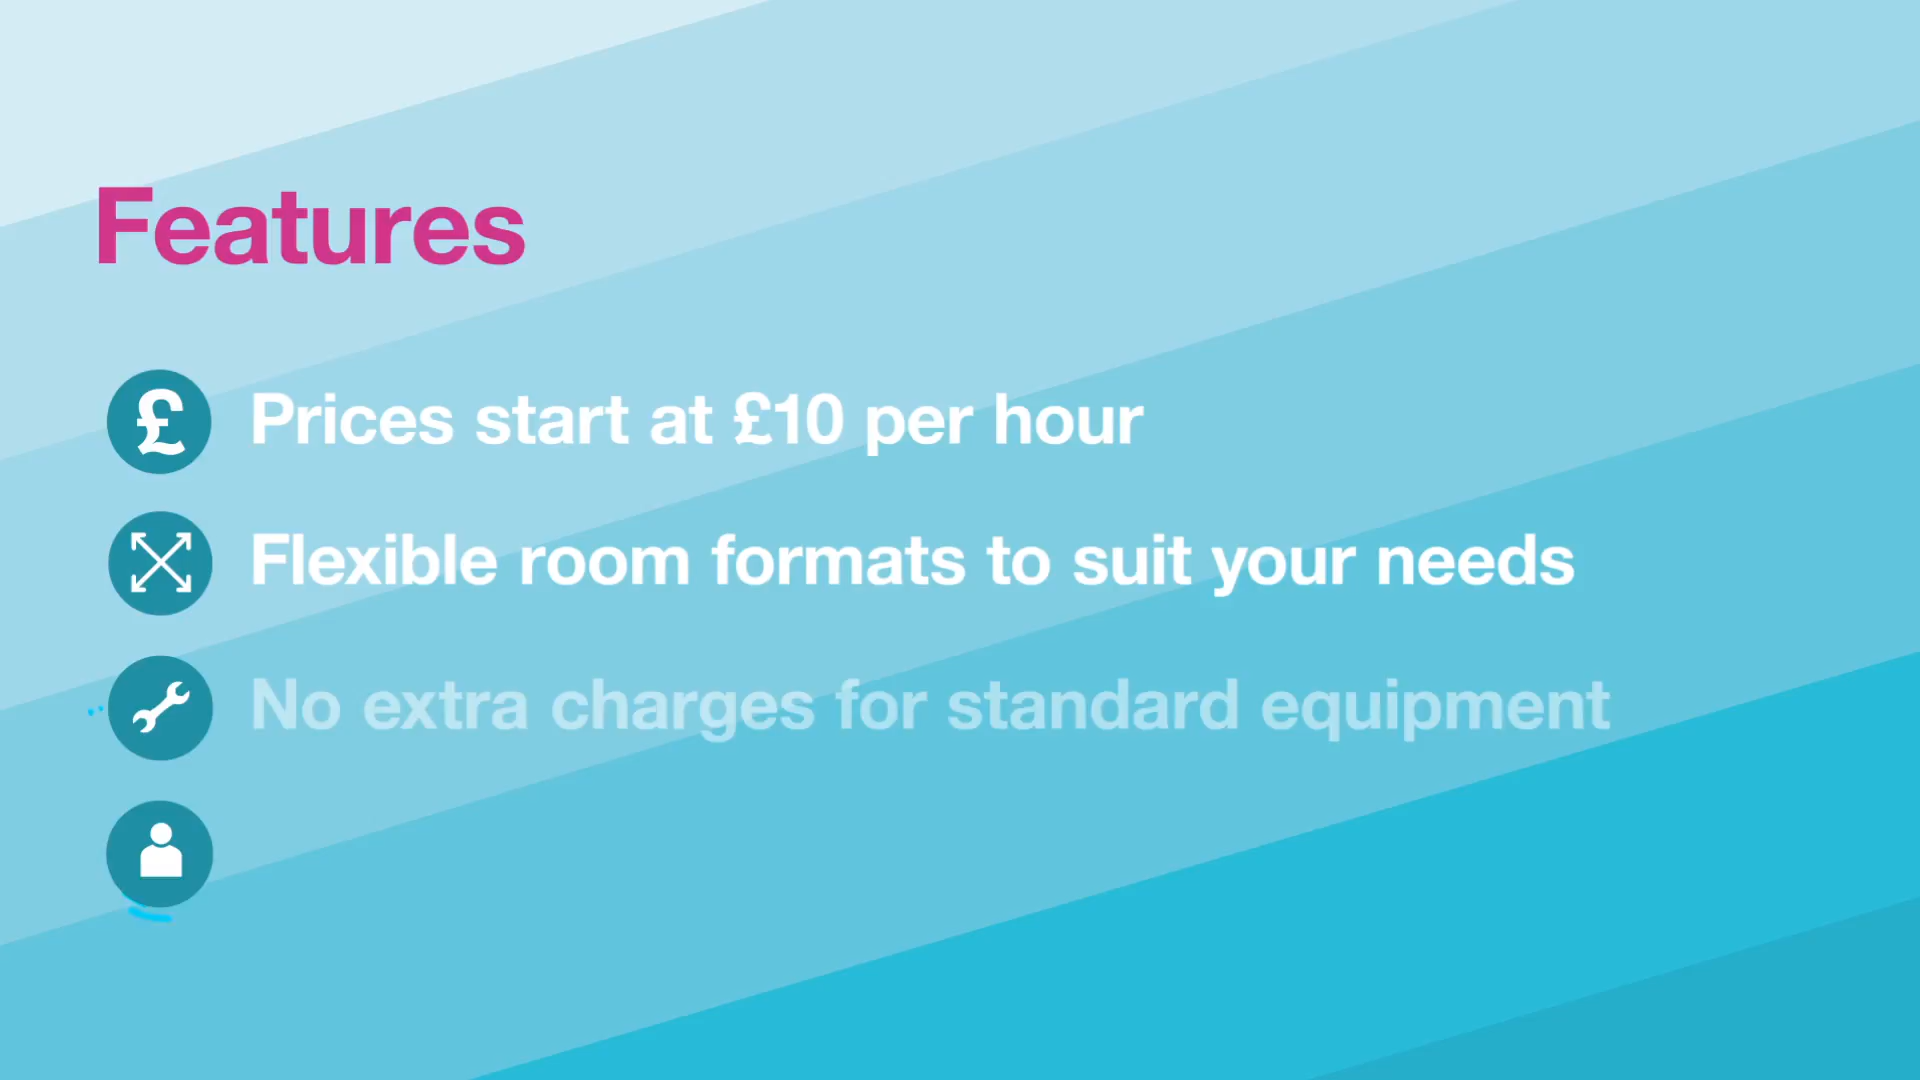 Features
£ Prices start at £10 per hour
Flexible room formats to suit your needs
No extra charges for standard equipment